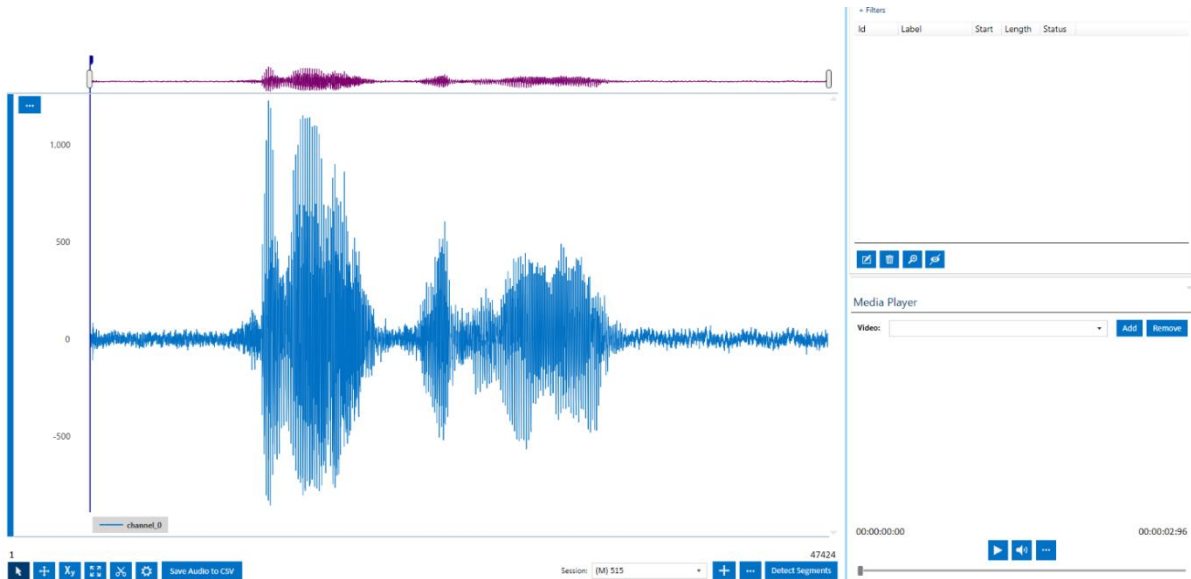 Filters
Id Label Start Length Status
...
1,000
500
0
-500
channel_0
1 47424
Xy Save Audio to CSV Session: (M) 515 ... Detect Segments
Media Player
Video: Add Remove
00:00:00:00 00:00:02:96
...